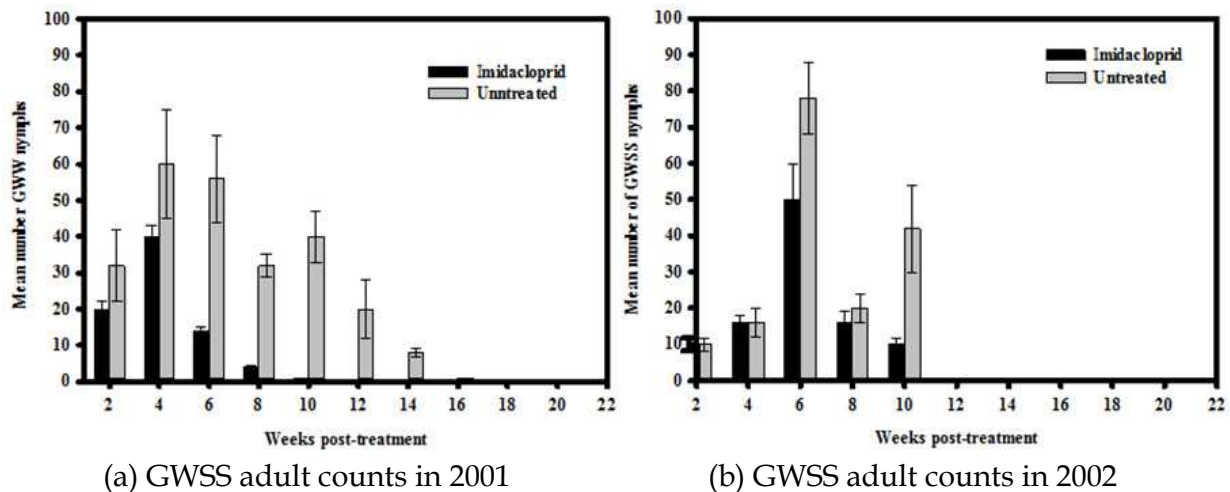 100
90
80
70
60
50
40
30
20
10
0
Mean number GWW nymphs
Imidacloprid
Unntreated
2 4 6 8 10 12 14 16 18 20 22
Weeks post-treatment
(a) GWSS adult counts in 2001
100
90
80
70
60
50
40
30
20
10
0
Mean number of GWSS nymphs
Imidacloprid
Untreated
2 4 6 8 10 12 14 16 18 20 22
Weeks post-treatment
(b) GWSS adult counts in 2002